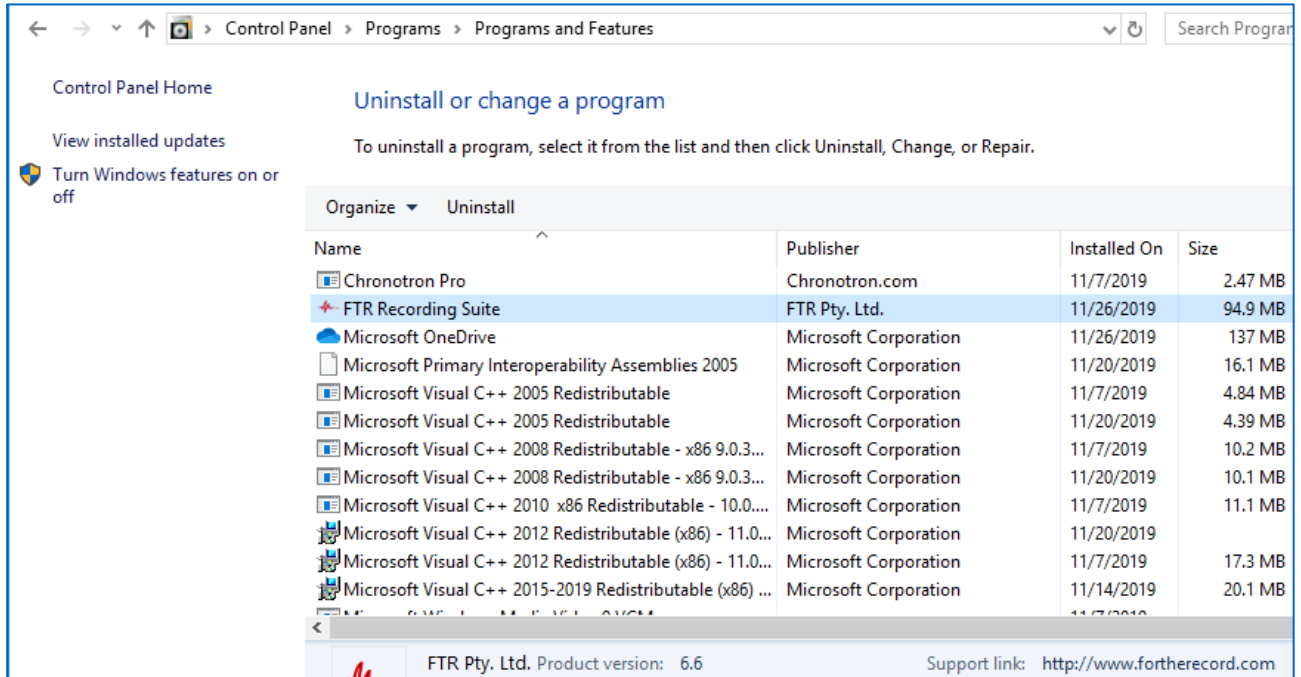 Control Panel > Programs > Programs and Features Search Program
Control Panel Home
Uninstall or change a program
View installed updates
To uninstall a program, select it from the list and then click Uninstall, Change, or Repair.
Turn Windows features on or
off
Organize Uninstall
Name Publisher Installed On Size
Chronotron Pro Chronotron.com 11/7/2019 2.47 MB
FTR Recording Suite FTR Pty. Ltd. 11/26/2019 94.9 MB
Microsoft OneDrive Microsoft Corporation 11/26/2019 137 MB
Microsoft Primary Interoperability Assemblies 2005 Microsoft Corporation 11/20/2019 16.1 MB
Microsoft Visual C++ 2005 Redistributable Microsoft Corporation 11/7/2019 4.84 MB
Microsoft Visual C++ 2005 Redistributable Microsoft Corporation 11/20/2019 4.39 MB
Microsoft Visual C++ 2008 Redistributable - x86 9.0.3... Microsoft Corporation 11/7/2019 10.2 MB
Microsoft Visual C++ 2008 Redistributable - x86 9.0.3... Microsoft Corporation 11/20/2019 10.1 MB
Microsoft Visual C++ 2010 x86 Redistributable - 10.0.... Microsoft Corporation 11/7/2019 11.1 MB
Microsoft Visual C++ 2012 Redistributable (x86) - 11.0... Microsoft Corporation 11/20/2019
Microsoft Visual C++ 2012 Redistributable (x86) - 11.0... Microsoft Corporation 11/7/2019 17.3 MB
Microsoft Visual C++ 2015-2019 Redistributable (x86) ... Microsoft Corporation 11/14/2019 20.1 MB
FTR Pty. Ltd. Product version: 6.6 Support link: http://www.fortherecord.com